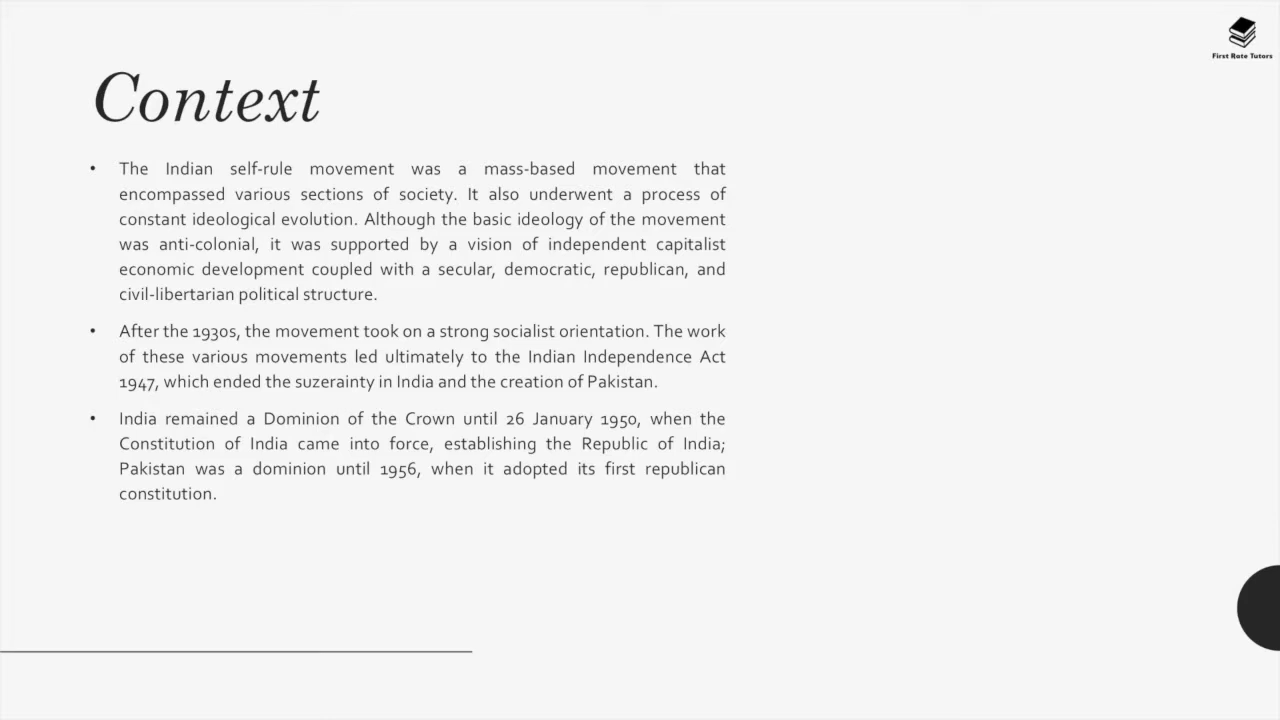 First Rate Tutors
Context
• The Indian self-rule movement was a mass-based movement that
encompassed various sections of society. It also underwent a process of
constant ideological evolution. Although the basic ideology of the movement
was anti-colonial, it was supported by a vision of independent capitalist
economic development coupled with a secular, democratic, republican, and
civil-libertarian political structure.
• After the 1930s, the movement took on a strong socialist orientation. The work
of these various movements led ultimately to the Indian Independence Act
1947, which ended the suzerainty in India and the creation of Pakistan.
• India remained a Dominion of the Crown until 26 January 1950, when the
Constitution of India came into force, establishing the Republic of India;
Pakistan was a dominion until 1956, when it adopted its first republican
constitution.